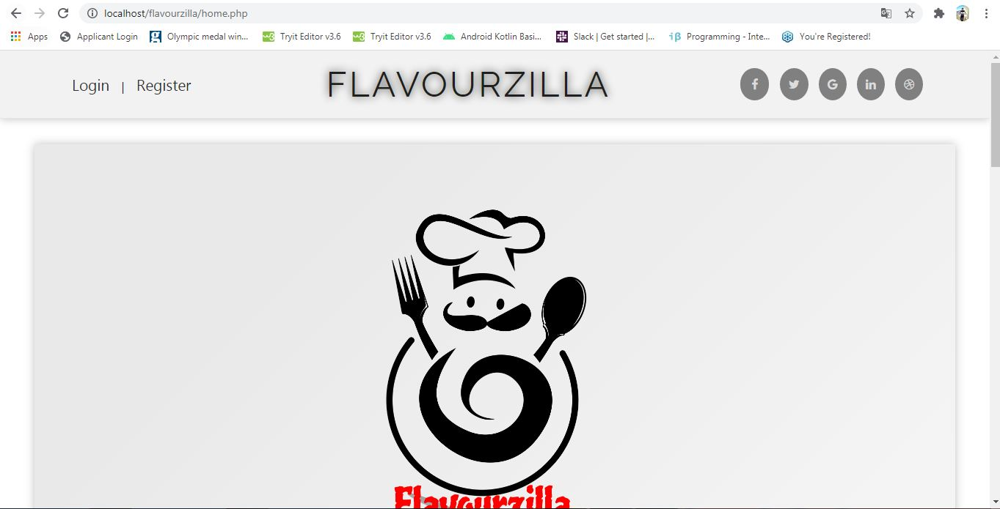 localhost/flavourzilla/home.php
Apps Applicant Login Olympic medal win... Tryit Editor v3.6 Tryit Editor v3.6 Android Kotlin Basi... Slack | Get started |... Programming - Inte... You're Registered!
Login | Register FLAVOURZILLA
Flavourzilla